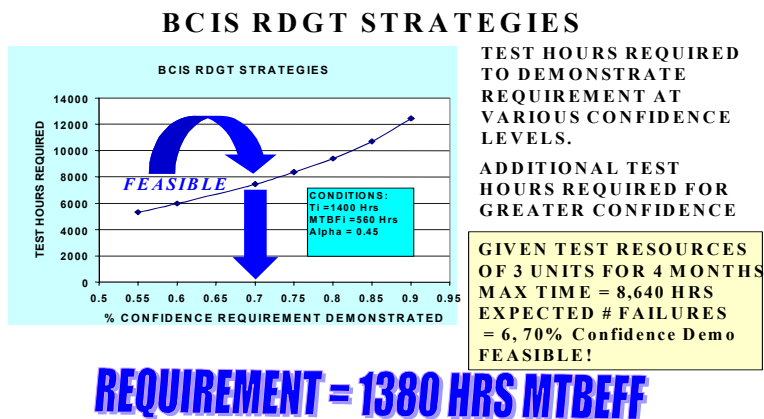 BCIS RDGT STRATEGIES
BCIS RDGT STRATEGIES
TEST HOURS REQUIRED
14000
12000
10000
8000
6000
4000
2000
0
0.5 0.55 0.6 0.65 0.7 0.75 0.8 0.85 0.9 0.95
% CONFIDENCE REQUIREMENT DEMONSTRATED
FEASIBLE
CONDITIONS:
Ti =1400 Hrs
MTBFi =560 Hrs
Alpha = 0.45
TEST HOURS REQUIRED
TO DEMONSTRATE
REQUIREMENT AT
VARIOUS CONFIDENCE
LEVELS.
ADDITIONAL TEST
HOURS REQUIRED FOR
GREATER CONFIDENCE
GIVEN TEST RESOURCES
OF 3 UNITS FOR 4 MONTHS
MAX TIME = 8,640 HRS
EXPECTED # FAILURES
= 6, 70% Confidence Demo
FEASIBLE!
REQUIREMENT = 1380 HRS MTBEFF